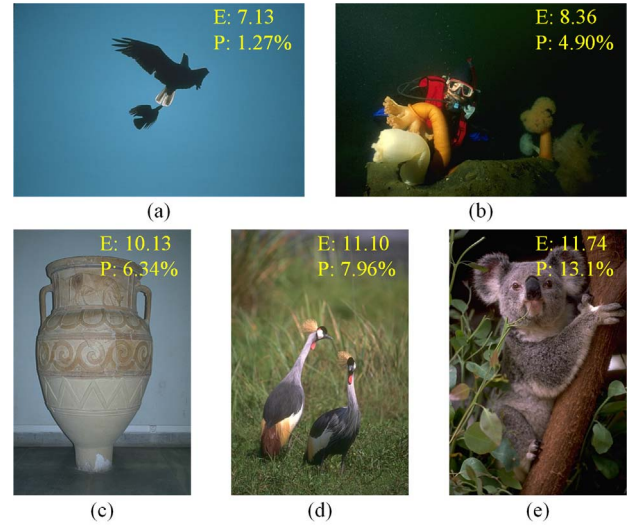 E: 7.13
P: 1.27%
E: 8.36
P: 4.90%
(a)
(b)
E: 10.13
P: 6.34%
E: 11.10
P: 7.96%
E: 11.74
P: 13.1%
(c)
(d)
(e)